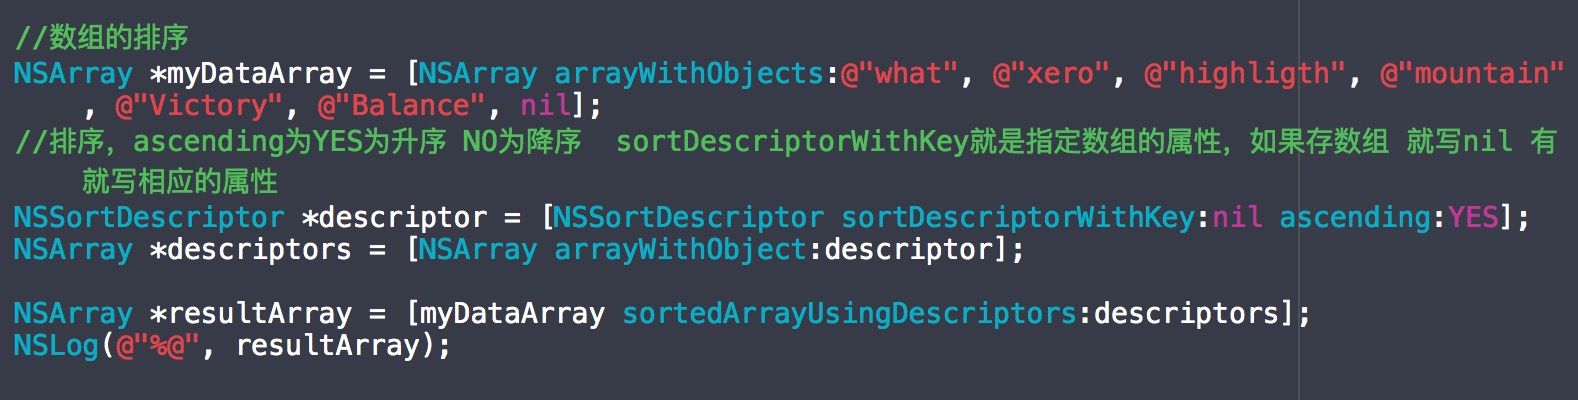 //数组的排序
NSArray *myDataArray = [NSArray arrayWithObjects:@"what", @"xero", @"highligth", @"mountain"
, @"Victory", @"Balance", nil];
//排序，ascending为YES为升序 NO为降序  sortDescriptorWithKey就是指定数组的属性，如果存数组 就写nil 有
就写相应的属性
NSSortDescriptor *descriptor = [NSSortDescriptor sortDescriptorWithKey:nil ascending:YES];
NSArray *descriptors = [NSArray arrayWithObject:descriptor];
NSArray *resultArray = [myDataArray sortedArrayUsingDescriptors:descriptors];
NSLog(@"%@", resultArray);